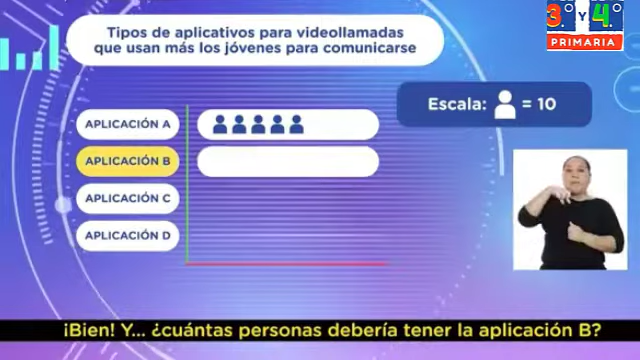 3.° Y 4.°
PRIMARIA
Tipos de aplicativos para videollamadas
que usan más los jóvenes para comunicarse
Escala: = 10
APLICACIÓN A
APLICACIÓN B
APLICACIÓN C
APLICACIÓN D
¡Bien! Y... ¿cuántas personas debería tener la aplicación B?